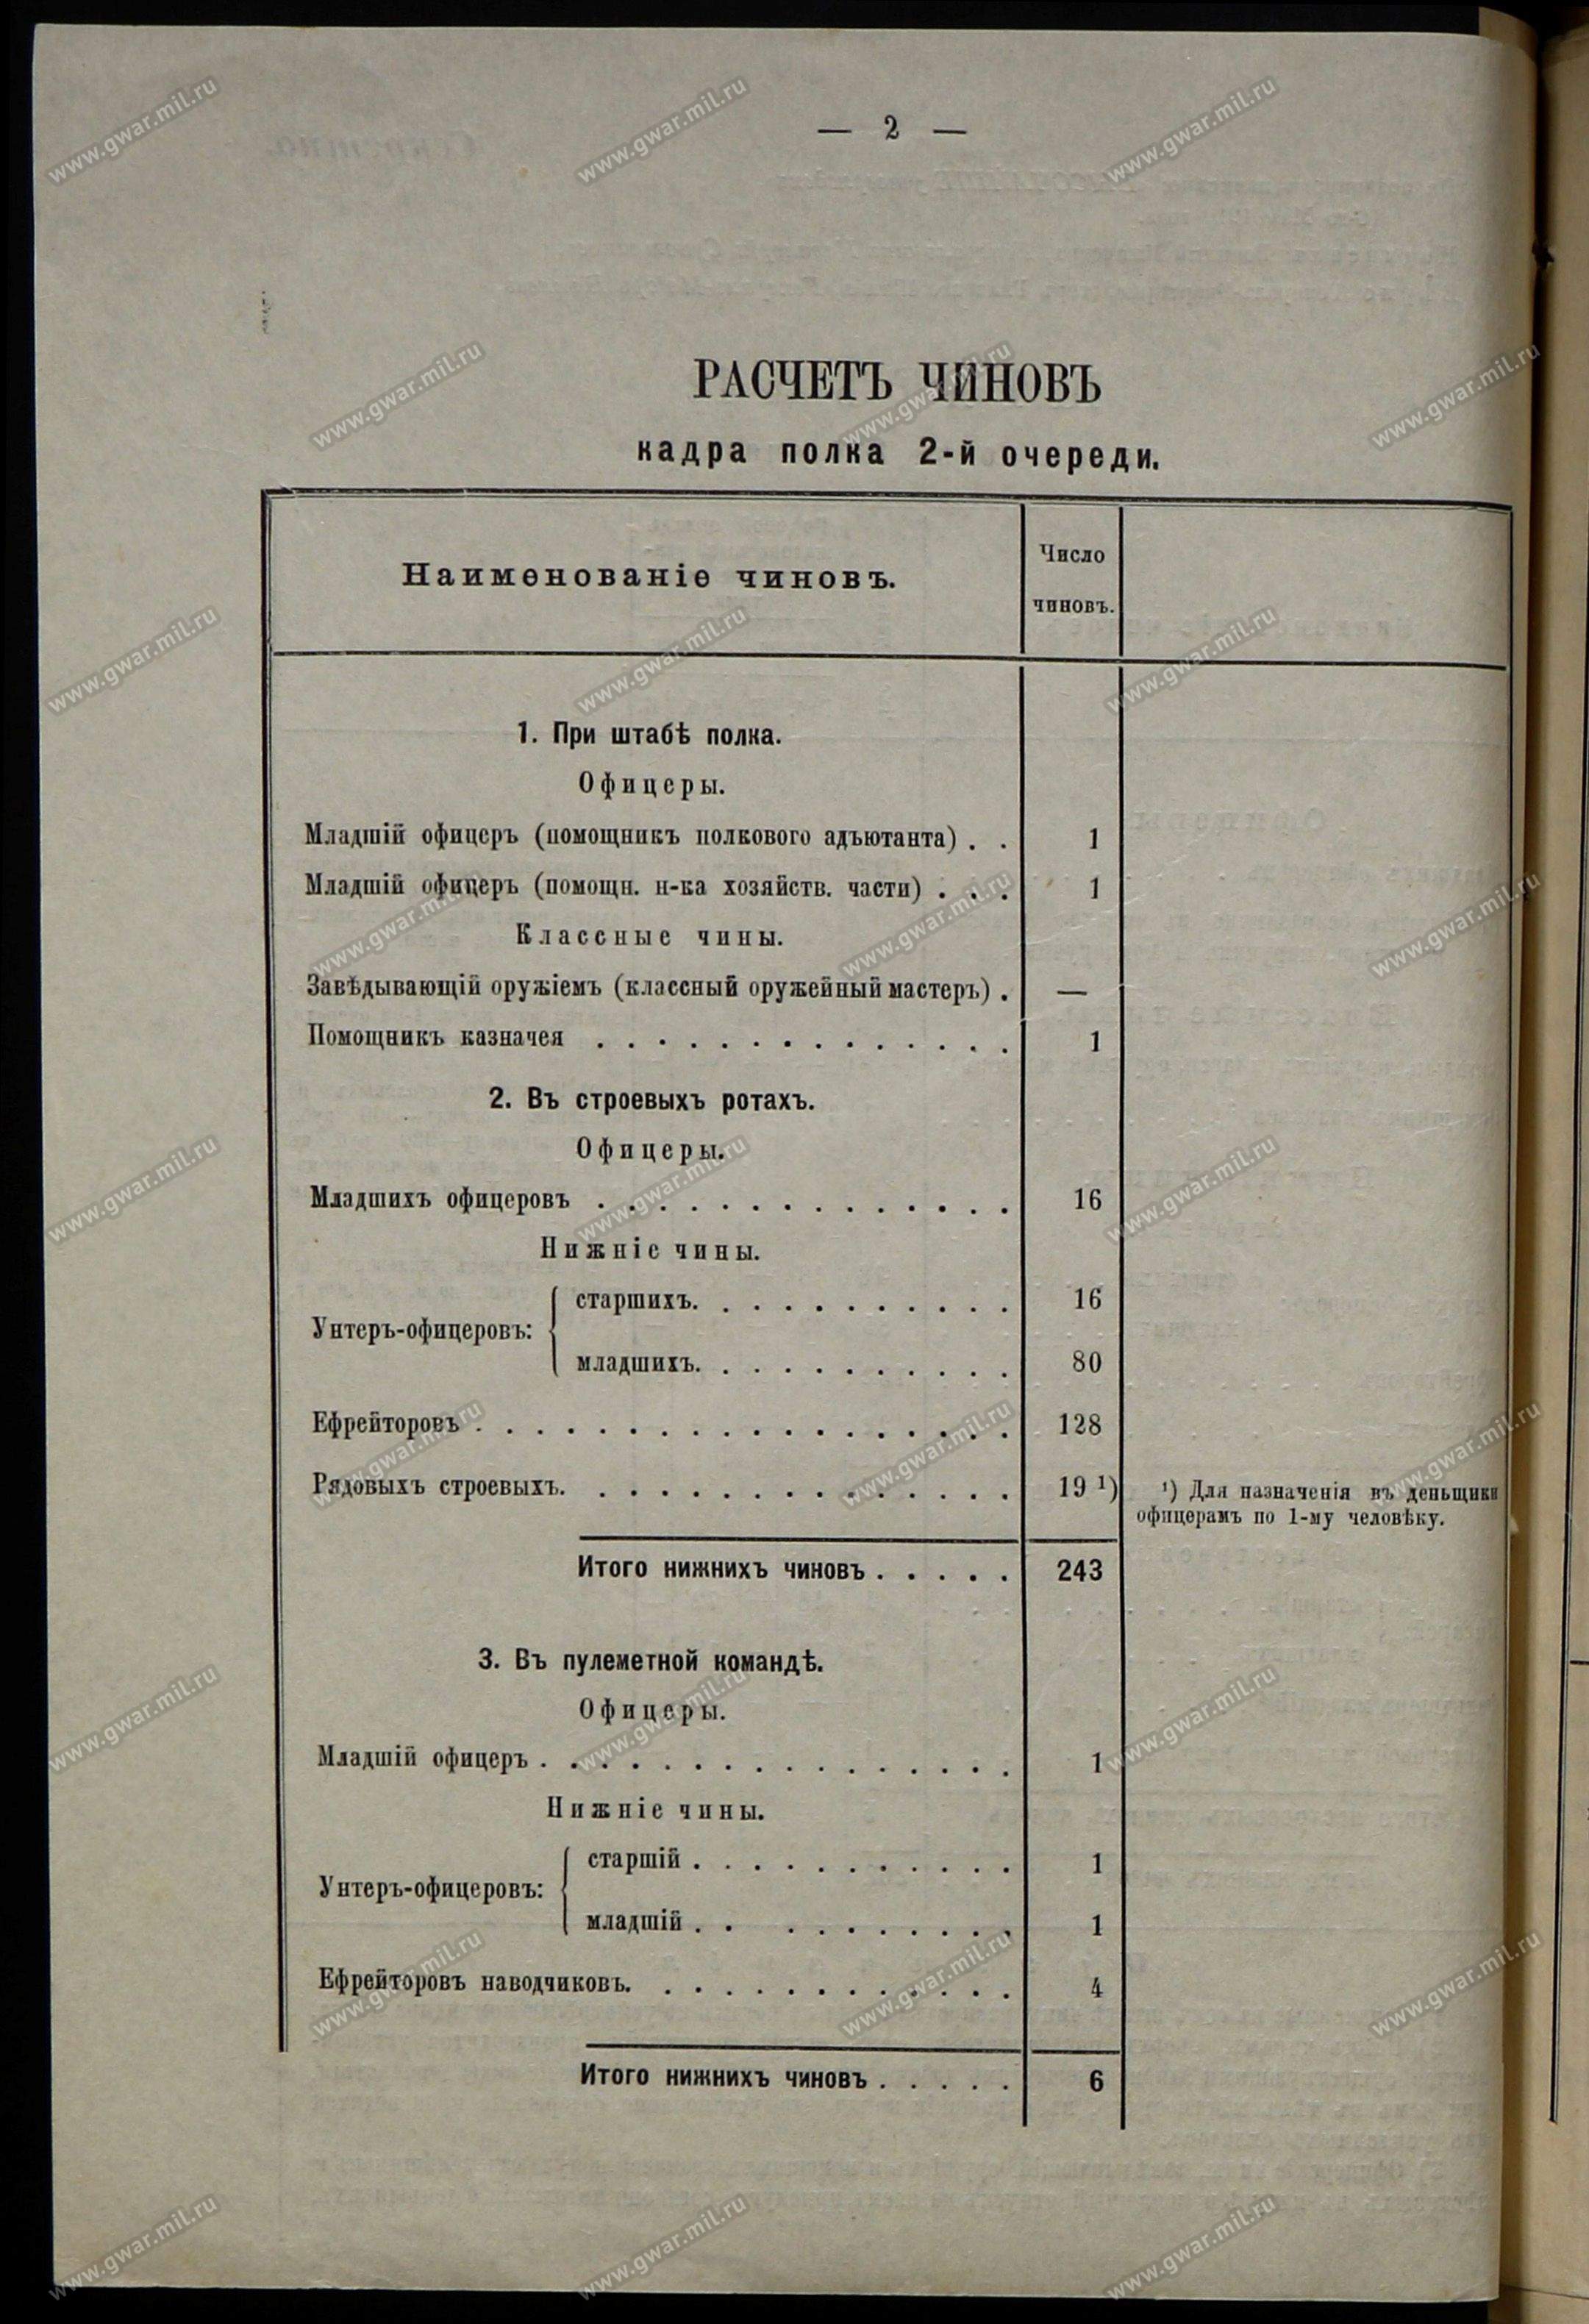 — 2 —
РАСЧЕТЪ ЧИНОВЪ
кадра полка 2-й очереди.
Наименованіе чиновъ.
Число
чиновъ.
1. При штабѣ полка.
Офицеры.
Младшій офицеръ (помощникъ полкового адъютанта) . . 1
Младшій офицеръ (помощн. н-ка хозяйств. части) . . . 1
Классные чины.
Завѣдывающій оружіемъ (классный оружейный мастеръ) . —
Помощникъ казначея . . . . . . . . . . . . . . 1
2. Въ строевыхъ ротахъ.
Офицеры.
Младшихъ офицеровъ . . . . . . . . . . . . . . 16
Нижніе чины.
старшихъ. . . . . . . . . . . 16
Унтеръ-офицеровъ:
младшихъ. . . . . . . . . . . 80
Ефрейторовъ . . . . . . . . . . . . . . . . . . 128
Рядовыхъ строевыхъ. . . . . . . . . . . . . . . 19 ¹)
¹) Для назначенія въ деньщики
офицерамъ по 1-му человѣку.
Итого нижнихъ чиновъ . . . . . 243
3. Въ пулеметной командѣ.
Офицеры.
Младшій офицеръ . . . . . . . . . . . . . . . . 1
Нижніе чины.
старшій . . . . . . . . . . . 1
Унтеръ-офицеровъ:
младшій . . . . . . . . . . 1
Ефрейторовъ наводчиковъ. . . . . . . . . . . . . 4
Итого нижнихъ чиновъ . . . . . 6
www.gwar.mil.ru